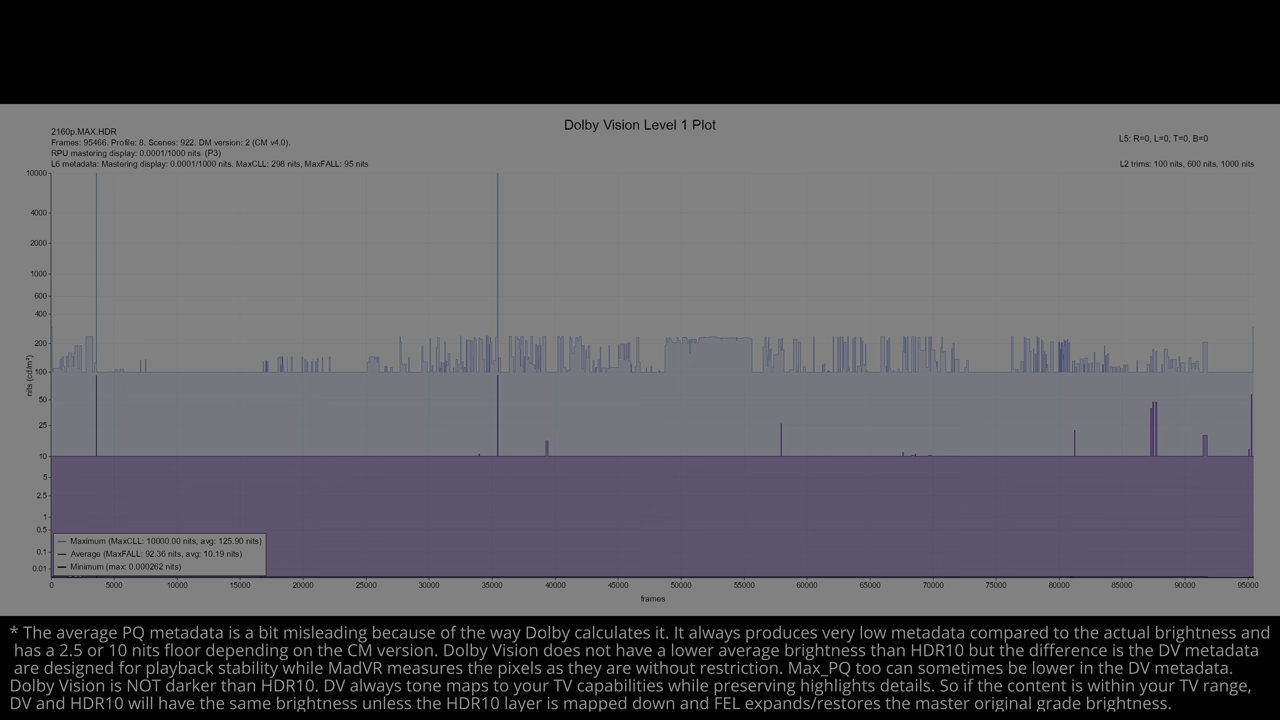 Dolby Vision Level 1 Plot
2160p.MAX.HDR
Frames: 95466. Profile: 8. Scenes: 922. DM version: 2 (CM v4.0).
RPU mastering display: 0.0001/1000 nits (P3)
L6 metadata: Mastering display: 0.0001/1000 nits. MaxCLL: 298 nits, MaxFALL: 95 nits
L5: R=0, L=0, T=0, B=0
L2 trims: 100 nits, 600 nits, 1000 nits
10000
4000
2000
1000
600
400
200
100
50
25
10
5
2.5
1
0.5
0.1
0.01
nits (cd/m²)
Maximum (MaxCLL: 10000.00 nits, avg: 125.90 nits)
Average (MaxFALL: 92.36 nits, avg: 10.19 nits)
Minimum (max: 0.000262 nits)
0 5000 10000 15000 20000 25000 30000 35000 40000 45000 50000 55000 60000 65000 70000 75000 80000 85000 90000 95000
frames
* The average PQ metadata is a bit misleading because of the way Dolby calculates it. It always produces very low metadata compared to the actual brightness and
has a 2.5 or 10 nits floor depending on the CM version. Dolby Vision does not have a lower average brightness than HDR10 but the difference is the DV metadata
are designed for playback stability while MadVR measures the pixels as they are without restriction. Max_PQ too can sometimes be lower in the DV metadata.
Dolby Vision is NOT darker than HDR10. DV always tone maps to your TV capabilities while preserving highlights details. So if the content is within your TV range,
DV and HDR10 will have the same brightness unless the HDR10 layer is mapped down and FEL expands/restores the master original grade brightness.